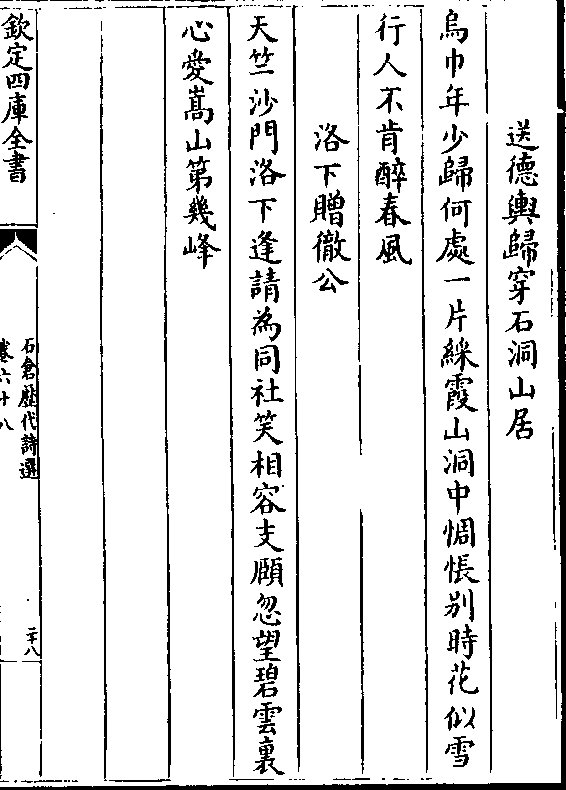 送德輿歸穿石洞山居
烏巾年少歸何處一片綵霞山洞中惆悵别時花似雪
行人不肯醉春風
洛下贈徹公
天竺沙門洛下逢請為同社笑相容支頤忽望碧雲裏
心愛嵩山第幾峰
欽定四庫全書
石倉歴代詩選
卷六十八
二十八